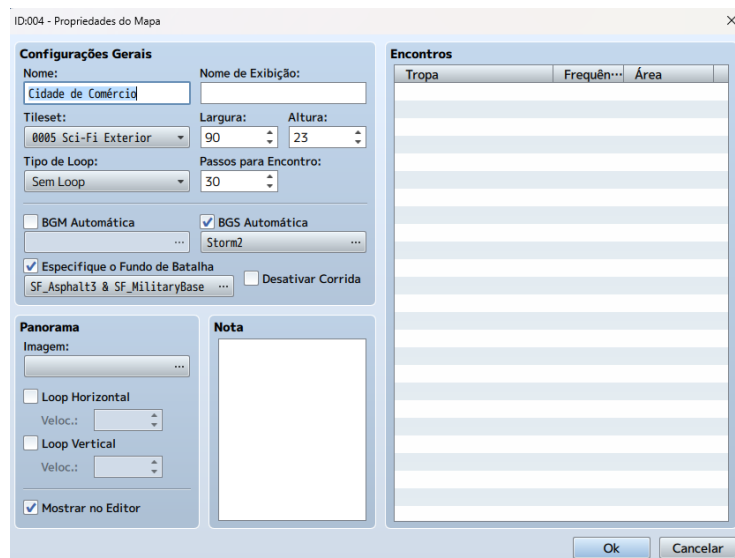 ID:004 - Propriedades do Mapa
Configurações Gerais
Nome:
Nome de Exibição:
Cidade de Comércio
Tileset:
Largura:
Altura:
0005 Sci-Fi Exterior
90
23
Tipo de Loop:
Passos para Encontro:
Sem Loop
30
BGM Automática
BGS Automática
...
Storm2
...
Especifique o Fundo de Batalha
SF_Asphalt3 & SF_MilitaryBase
...
Desativar Corrida
Panorama
Imagem:
...
Loop Horizontal
Veloc.:
Loop Vertical
Veloc.:
Mostrar no Editor
Nota
Encontros
Tropa
Frequên...
Área
Ok
Cancelar